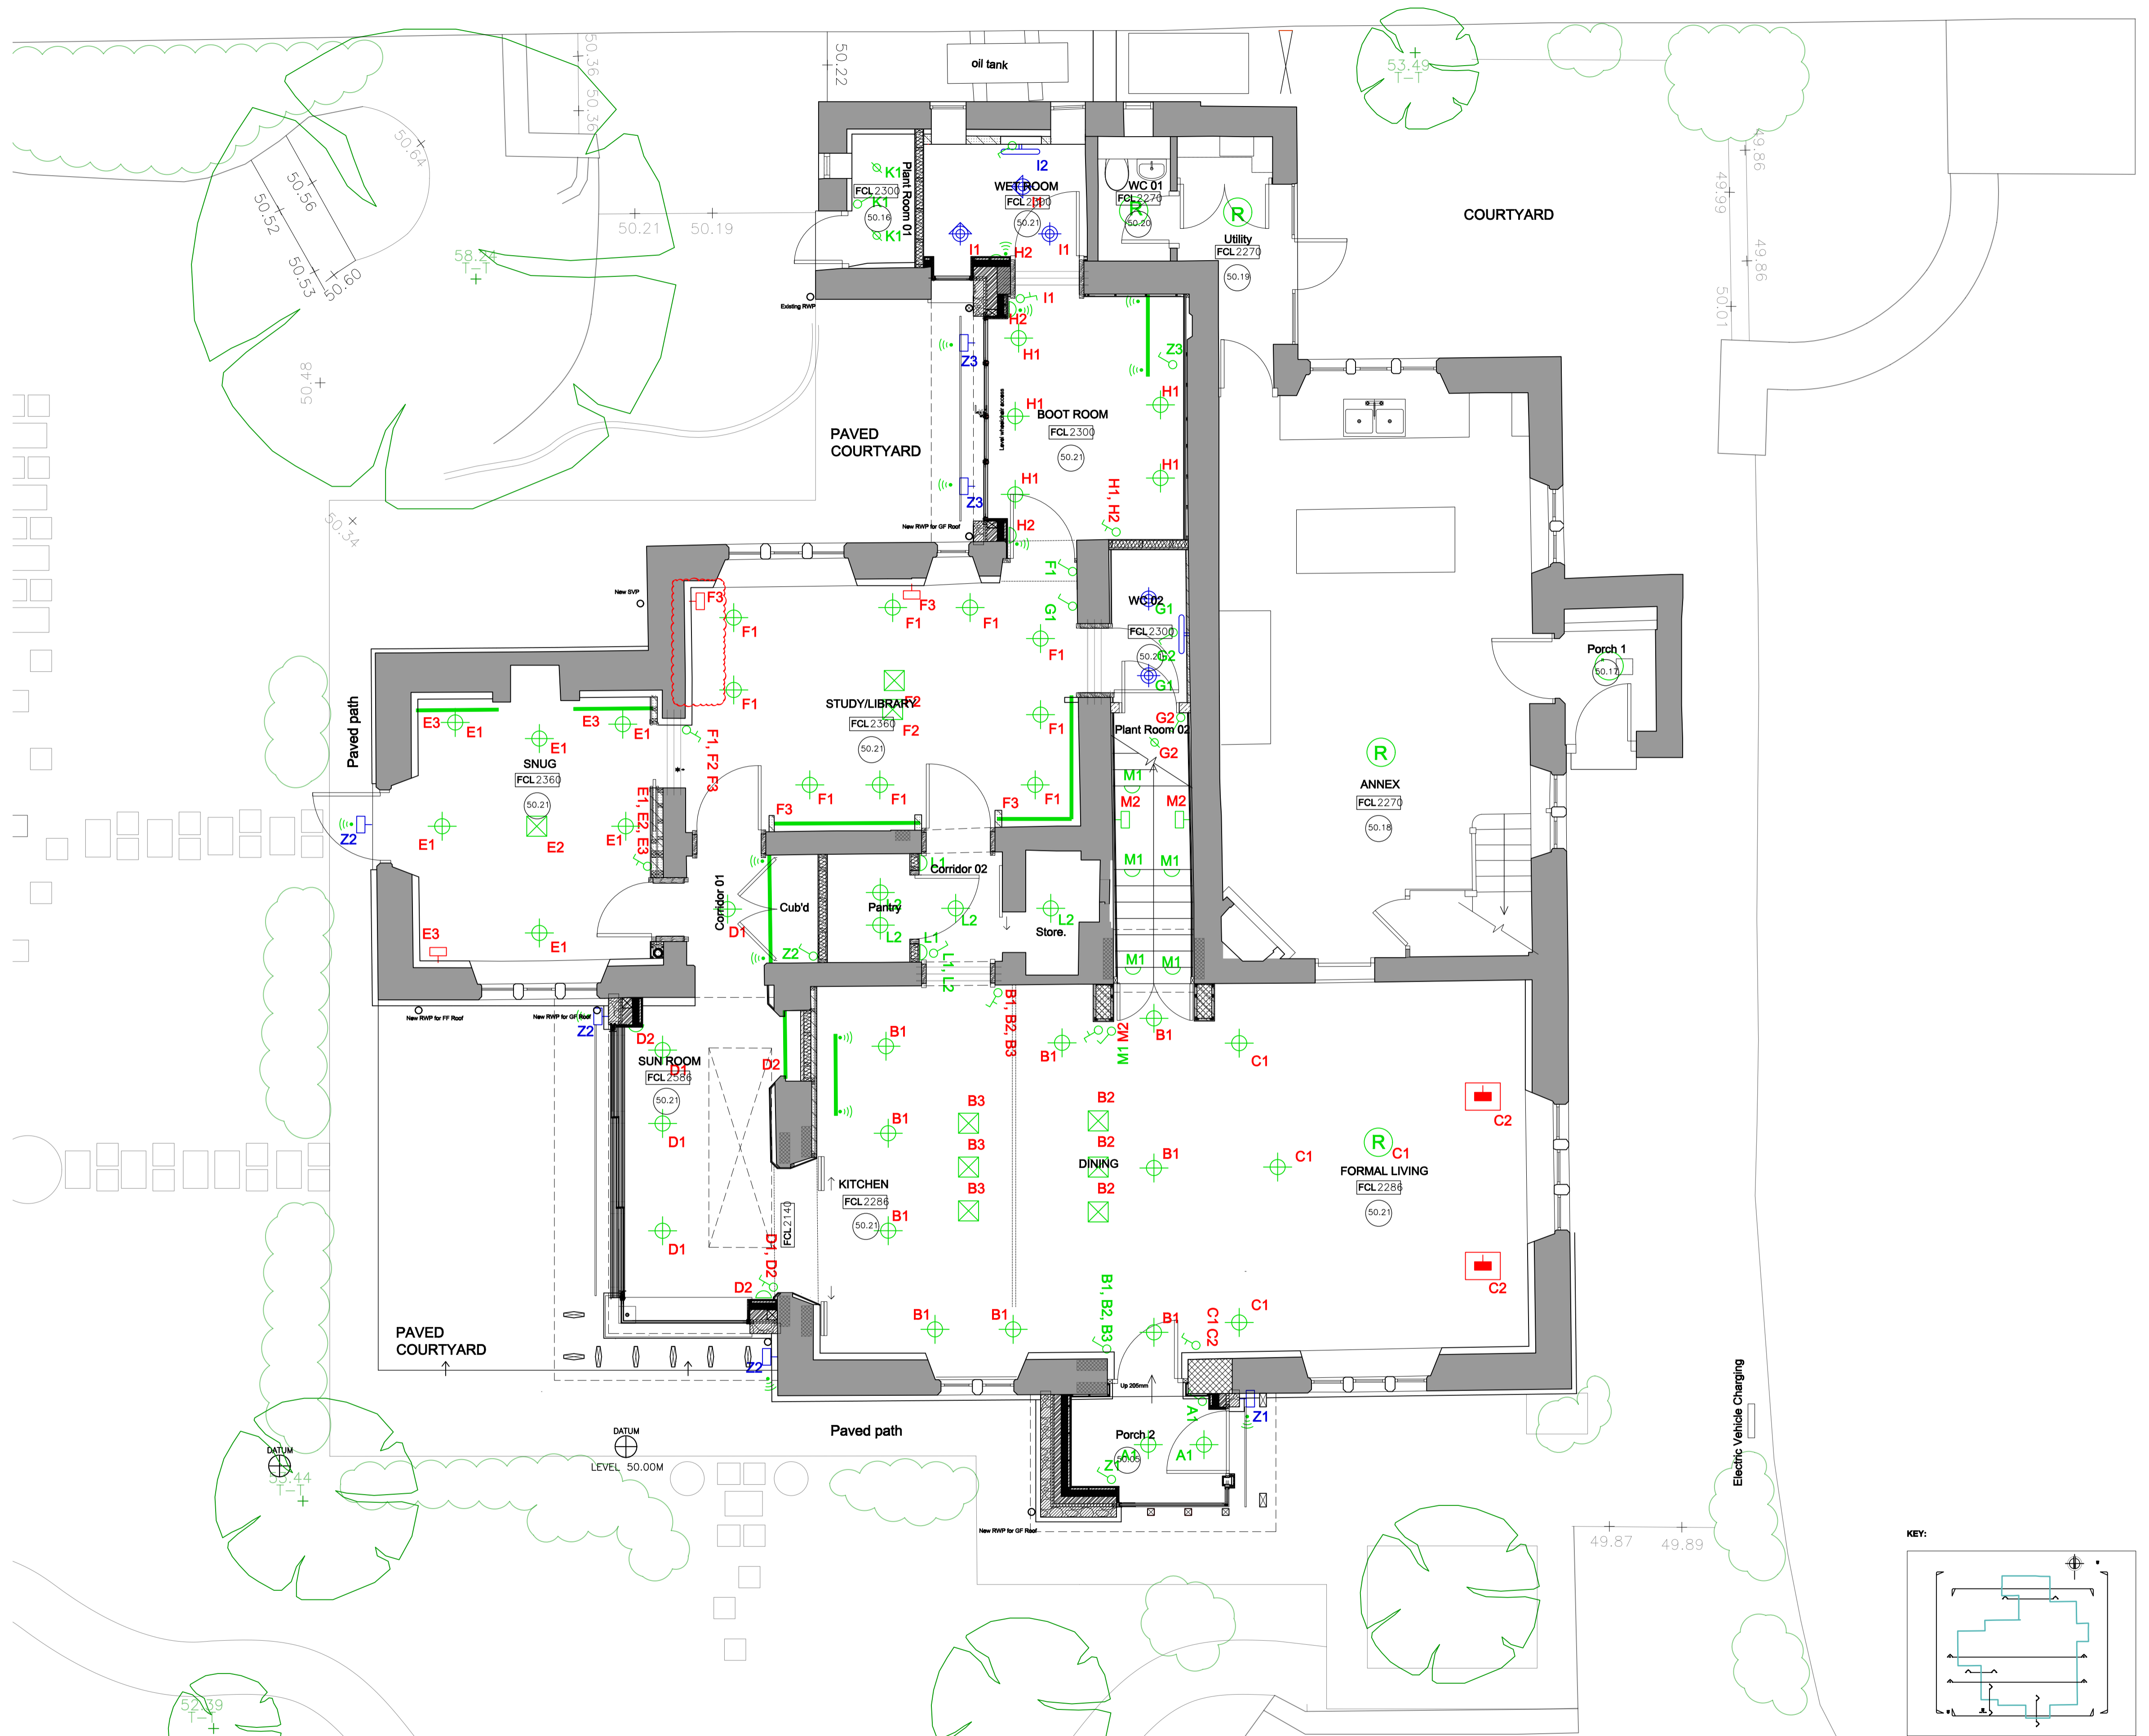 50.36
50.36
50.22
oil tank
53.49
T-T
50.64
50.56
50.52
50.53
50.60
58.24
T-T
50.21
50.19
50.48
50.34
49.86
49.99
49.86
50.01
COURTYARD
K1
FCL 2300
K1
50.16
K1
Plant Room 01
I2
WET ROOM
FCL 2300
I1
50.21
I1
H2
I1
WC 01
FCL 2270
R
50.20
R
Utility
FCL 2270
50.19
Existing RWP
I1
H2
H1
Z3
Z3
H1
Level wheelchair access
H1
BOOT ROOM
FCL 2300
50.21
PAVED
COURTYARD
H1
H1
Z3
H1, H2
H2
New RWP for GF Roof
New SVP
F1
G1
WC 02
G1
FCL 2300
50.21
G2
G1
G2
Plant Room 02
G2
F3
F1
F3
F1
F1
F1
F1
STUDY/LIBRARY
F2
FCL 2360
F2
50.21
F1
F1, F2 F3
F1
F1
F1
F3
F3
Porch 1
50.17
Paved path
E3
E1
E1
E3
E1
SNUG
FCL 2360
50.21
E1
E2
E1
E1, E2, E3
Z2
E3
E1
M1
M2
M2
M1
M1
M1
M1
R
ANNEX
FCL 2270
50.18
Corridor 01
D1
Cub'd
Z2
Pantry
L2
L2
L1
Corridor 02
L2
L1
L1, L2
L2
Store.
New RWP for FF Roof
New RWP for GF Roof
Z2
D2
SUN ROOM
D1
FCL 2586
50.21
D1
D1
D2
D1, D2
D2
FCL 2140
Z2
B1
B1, B2, B3
B1
M2
M1
B1
C1
B1
B3
B2
B3
B2
B3
B2
DINING
B1
C1
R
C1
FORMAL LIVING
FCL 2286
50.21
C2
C2
KITCHEN
FCL 2286
50.21
B1
B1
B1
B1, B2, B3
B1
C1 C2
C1
PAVED
COURTYARD
Up 205mm
A1
Z1
Porch 2
A1
A1
50.05
Z1
New RWP for GF Roof
Paved path
DATUM
LEVEL 50.00M
DATUM
53.44
T-T
Electric Vehicle Charging
49.87
49.89
52.39
T-T
KEY: